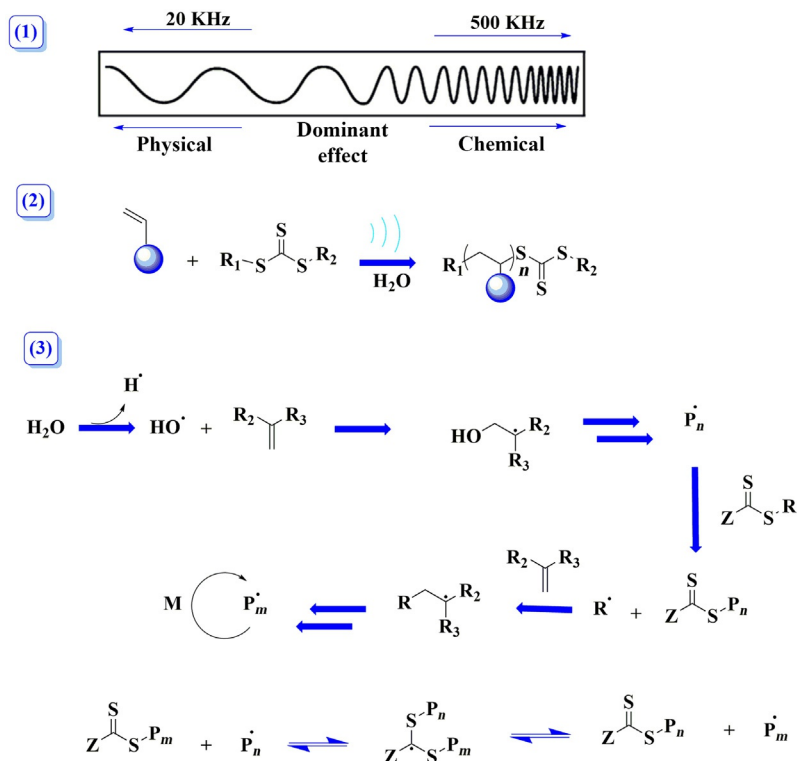 (1)
20 KHz 500 KHz
Physical Dominant effect Chemical
(2)
+ R₁ S S S R₂ H₂O R₁ n S S S R₂
(3)
H•
H₂O HO• + R₂ R₃ HO R₂ R₃ P•n
S Z S R
M P•m R R₂ R₃ R₂ R₃ R• + S Z S Pn
S Z S Pm + P•n S Pn Z S Pm S Z S Pn + P•m